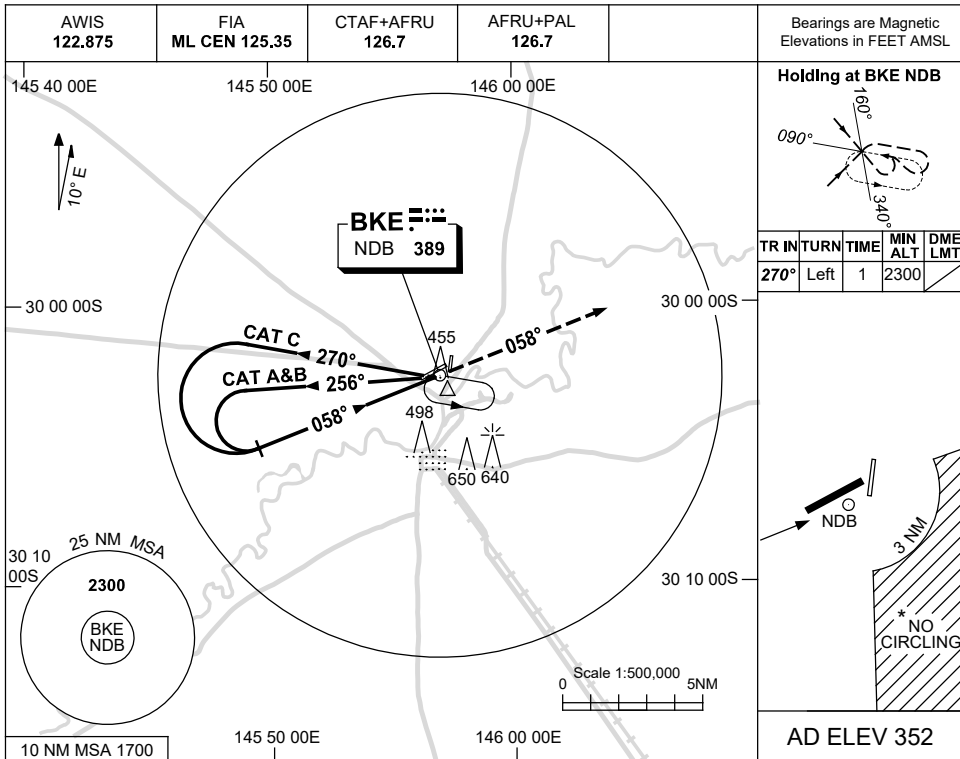 AWIS
122.875
FIA
ML CEN 125.35
CTAF+AFRU
126.7
AFRU+PAL
126.7
Bearings are Magnetic
Elevations in FEET AMSL
145 40 00E
145 50 00E
146 00 00E
10° E
BKE
NDB 389
30 00 00S
30 00 00S
CAT C
270°
CAT A&B
256°
058°
058°
455
498
650
640
25 NM MSA
2300
BKE
NDB
30 10
00S
30 10 00S
Scale 1:500,000
0
5NM
10 NM MSA 1700
145 50 00E
146 00 00E
Holding at BKE NDB
160°
090°
340°
TR IN
TURN
TIME
MIN
ALT
DME
LMT
270°
Left
1
2300
NDB
3 NM
* NO
CIRCLING
AD ELEV 352